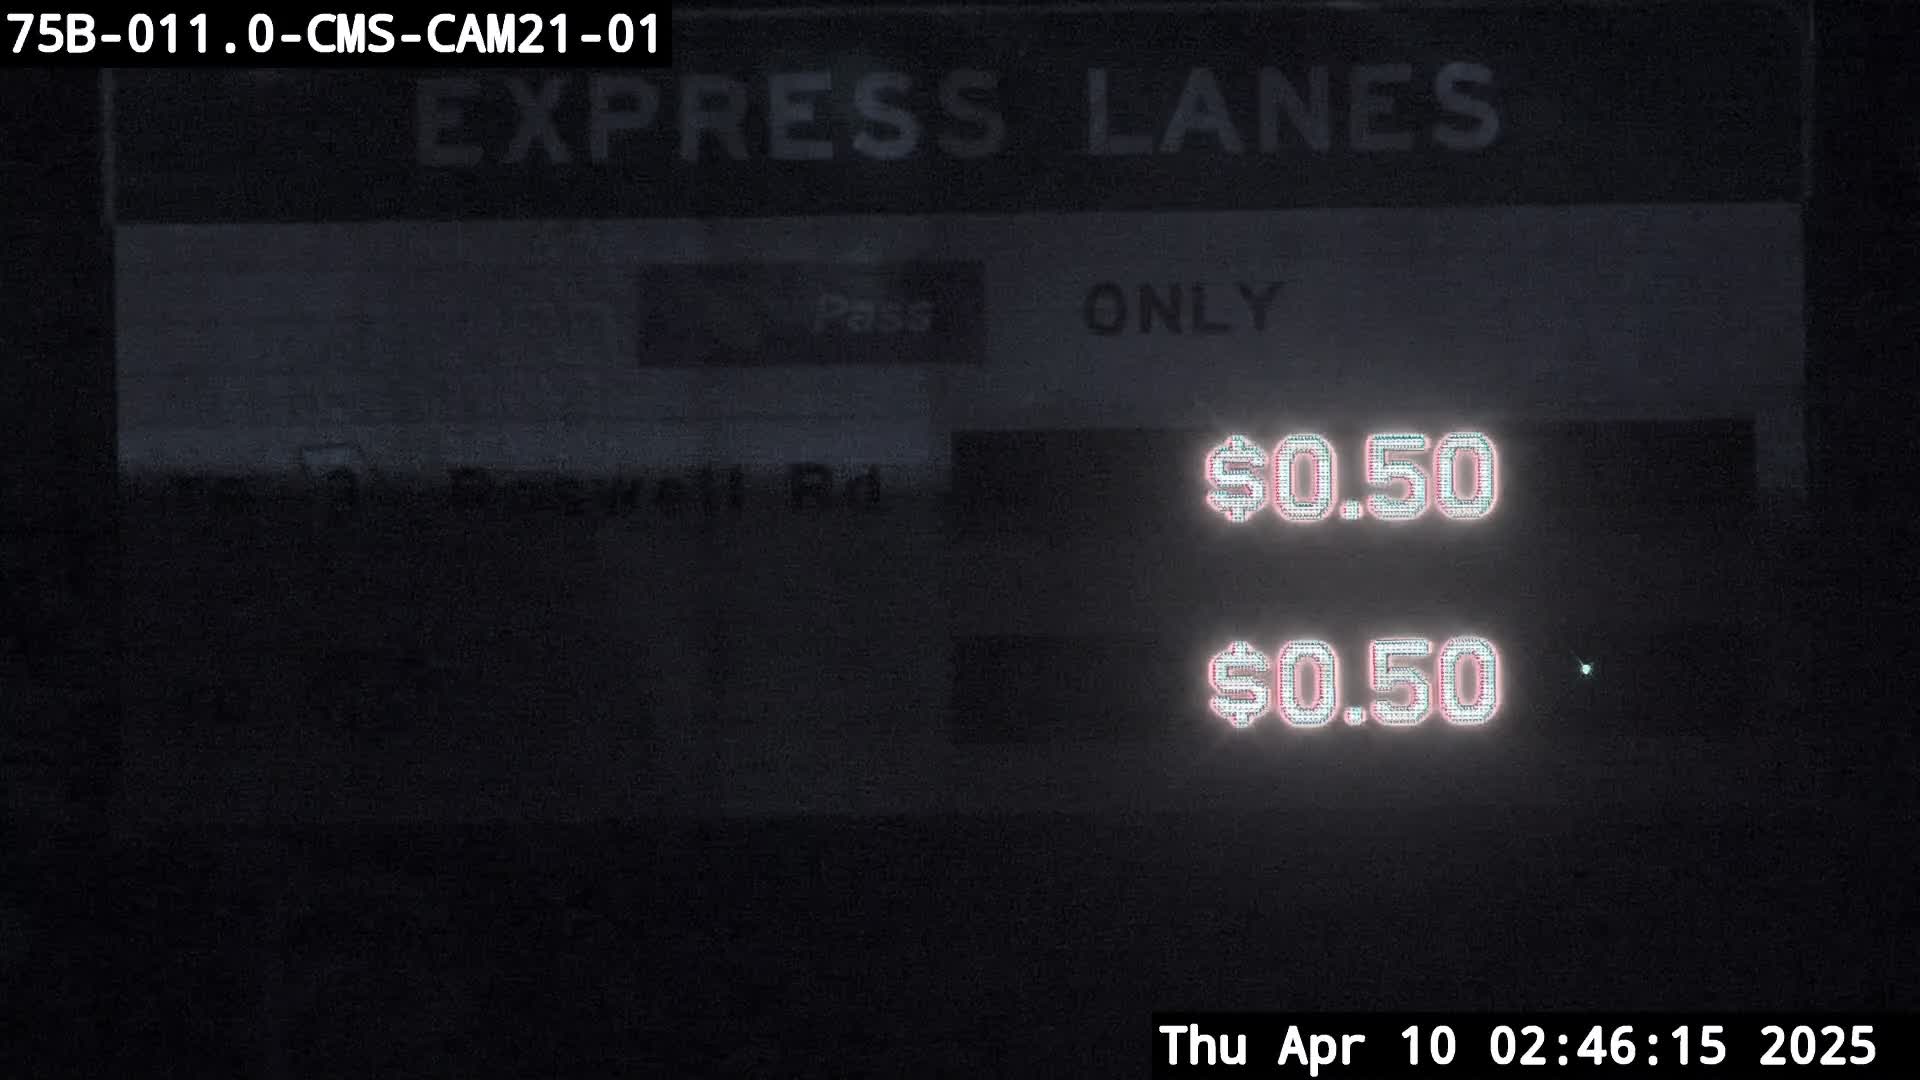 75B-011.0-CMS-CAM21-01
EXPRESS LANES
Pass ONLY
Rd $0.50
$0.50
Thu Apr 10 02:46:15 2025